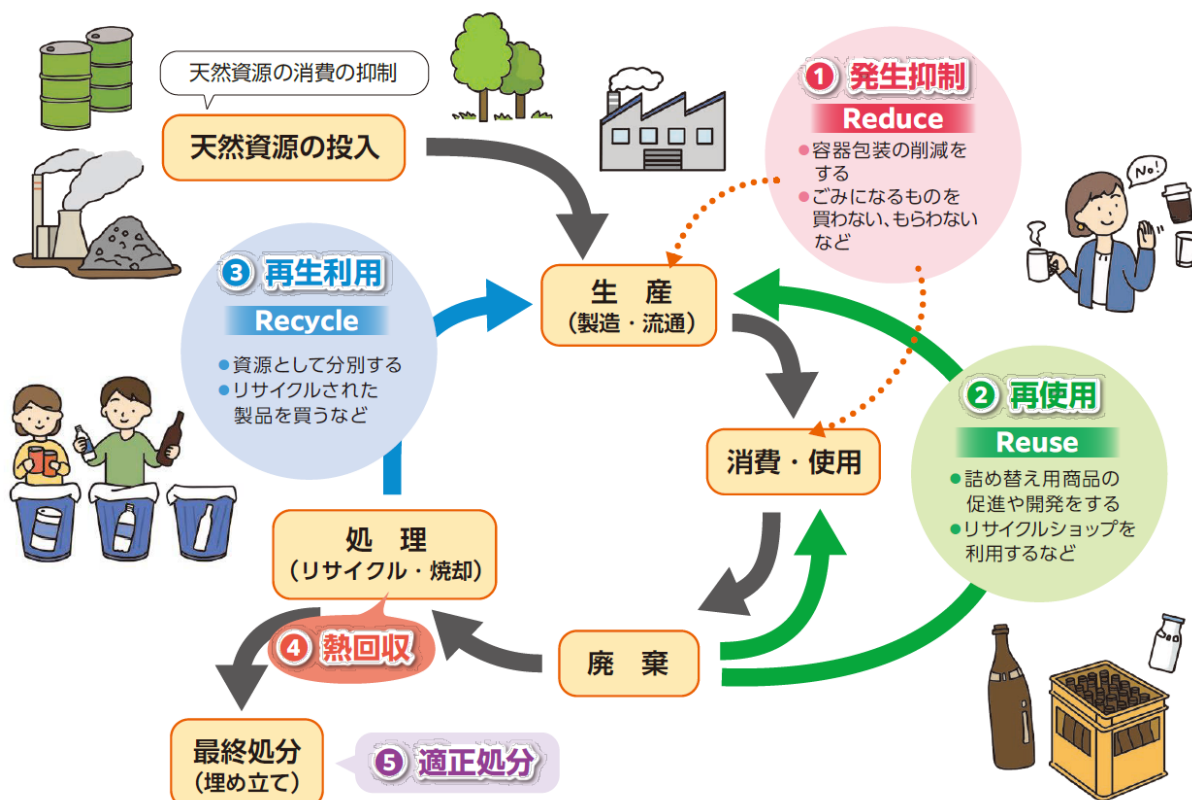 天然資源の消費の抑制
天然資源の投入
❶ 発生抑制
Reduce
●容器包装の削減を
する
●ごみになるものを
買わない、もらわない
など
No!
❸ 再生利用
Recycle
●資源として分別する
●リサイクルされた
製品を買うなど
生 産
(製造・流通)
❷ 再使用
Reuse
●詰め替え用商品の
促進や開発をする
●リサイクルショップを
利用するなど
消費・使用
処 理
(リサイクル・焼却)
❹ 熱回収
廃 棄
最終処分
(埋め立て)
❺ 適正処分